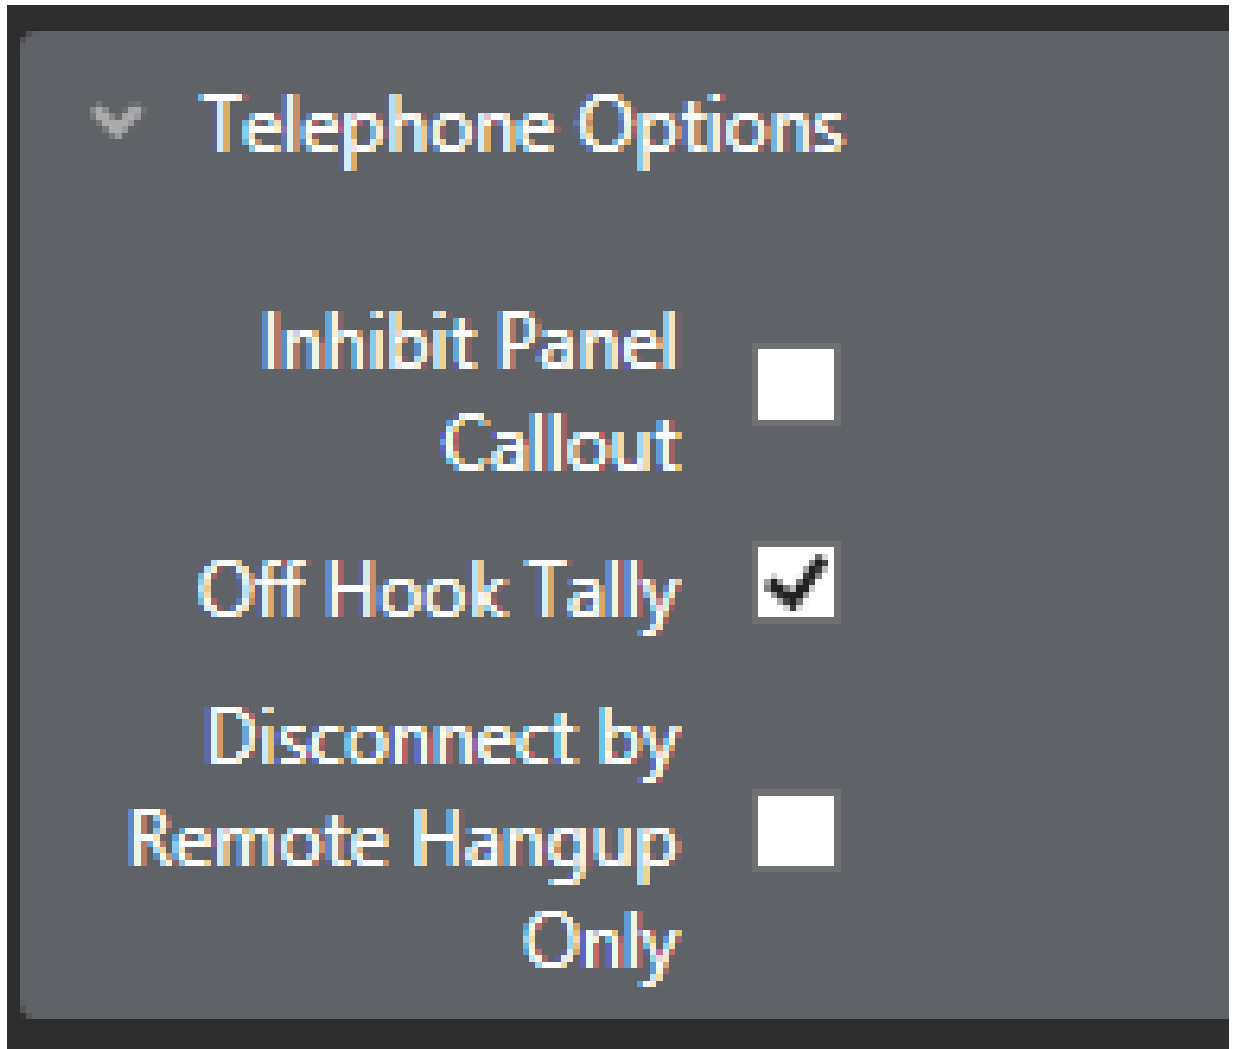 Telephone Options
Inhibit Panel
Callout
Off Hook Tally
Disconnect by
Remote Hangup
Only